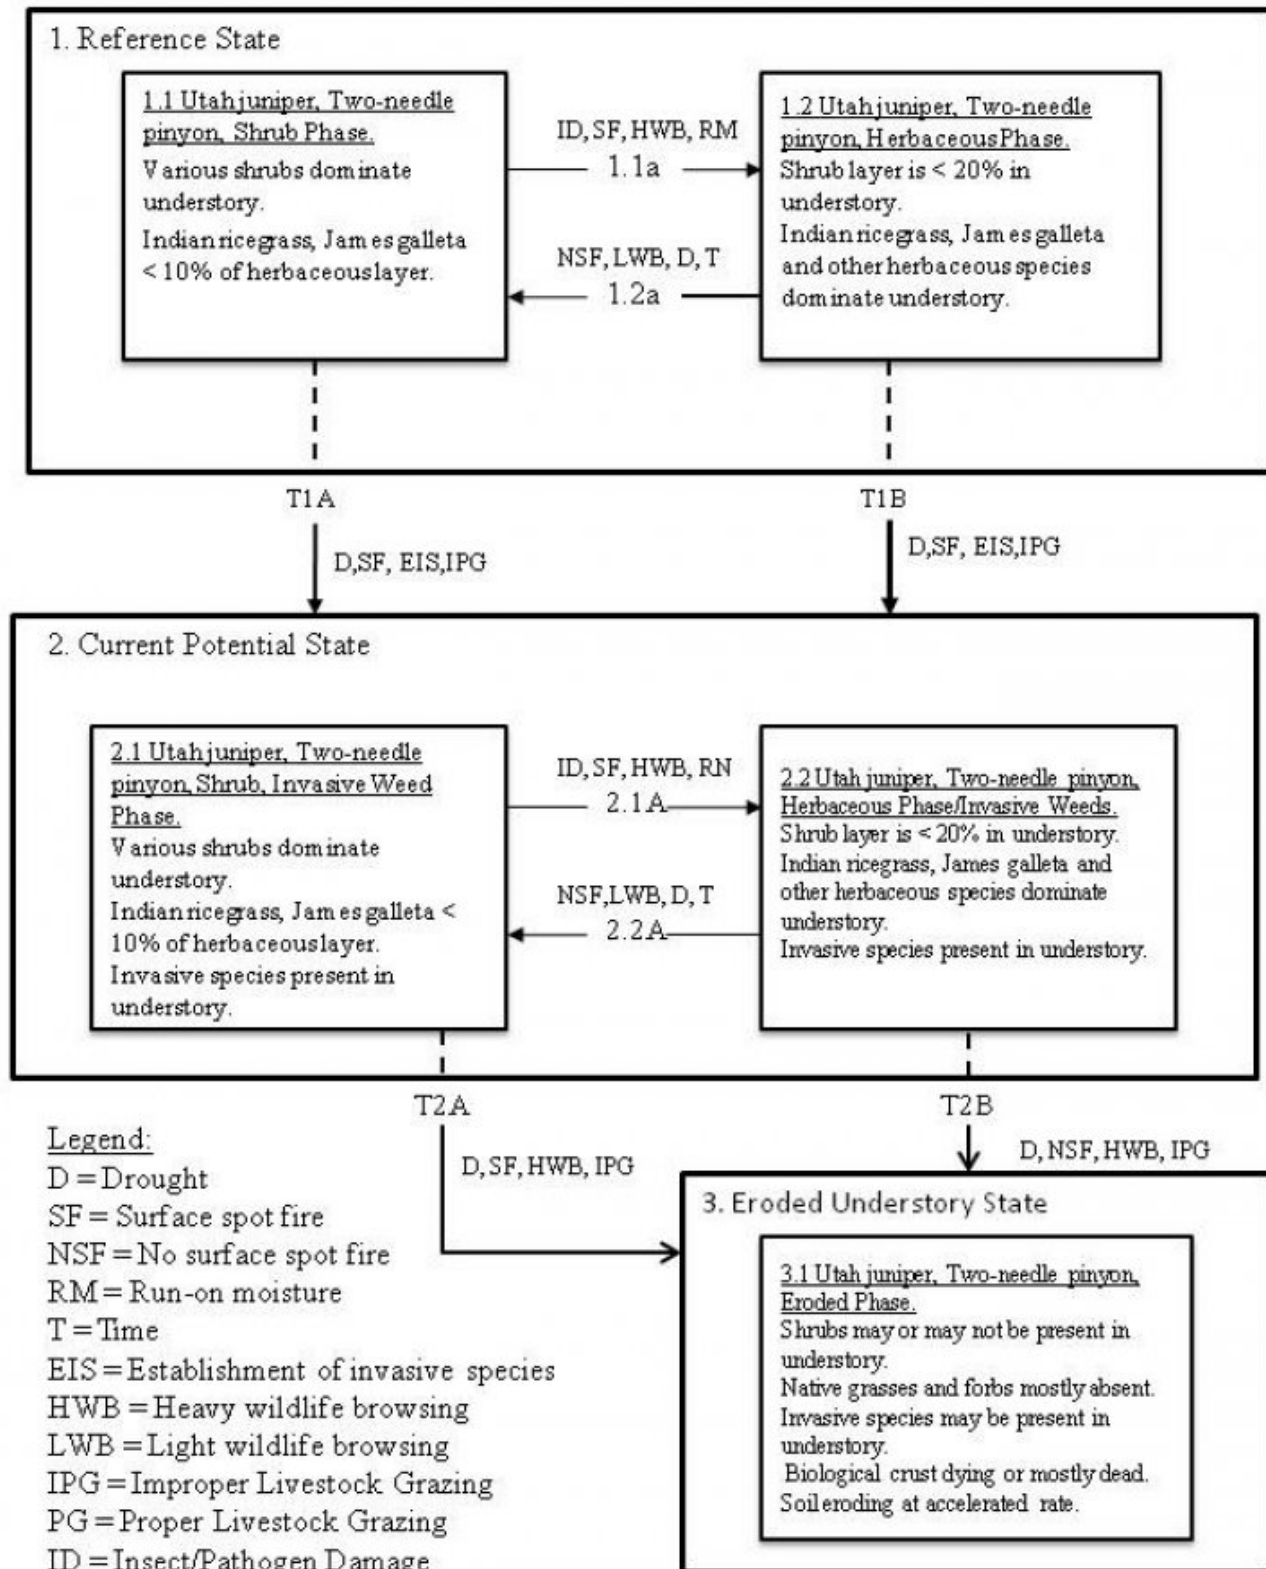 1. Reference State
1.1 Utah juniper, Two-needle
pinyon, Shrub Phase.
Various shrubs dominate
understory.
Indian ricegrass, James galleta
< 10% of herbaceous layer.
ID, SF, HWB, RM
1.1a
NSF, LWB, D, T
1.2a
1.2 Utah juniper, Two-needle
pinyon, Herbaceous Phase.
Shrub layer is < 20% in
understory.
Indian ricegrass, James galleta
and other herbaceous species
dominate understory.
T1A
D,SF, EIS,IPG
T1B
D,SF, EIS,IPG
2. Current Potential State
2.1 Utah juniper, Two-needle
pinyon, Shrub, Invasive Weed
Phase.
Various shrubs dominate
understory.
Indian ricegrass, James galleta <
10% of herbaceous layer.
Invasive species present in
understory.
ID, SF, HWB, RN
2.1A
NSF,LWB, D, T
2.2A
2.2 Utah juniper, Two-needle pinyon,
Herbaceous Phase/Invasive Weeds.
Shrub layer is < 20% in understory.
Indian ricegrass, James galleta and
other herbaceous species dominate
understory.
Invasive species present in understory.
T2A
D, SF, HWB, IPG
T2B
D, NSF, HWB, IPG
Legend:
D = Drought
SF = Surface spot fire
NSF = No surface spot fire
RM = Run-on moisture
T = Time
EIS = Establishment of invasive species
HWB = Heavy wildlife browsing
LWB = Light wildlife browsing
IPG = Improper Livestock Grazing
PG = Proper Livestock Grazing
ID = Insect/Pathogen Damage
3. Eroded Understory State
3.1 Utah juniper, Two-needle pinyon,
Eroded Phase.
Shrubs may or may not be present in
understory.
Native grasses and forbs mostly absent.
Invasive species may be present in
understory.
Biological crust dying or mostly dead.
Soil eroding at accelerated rate.